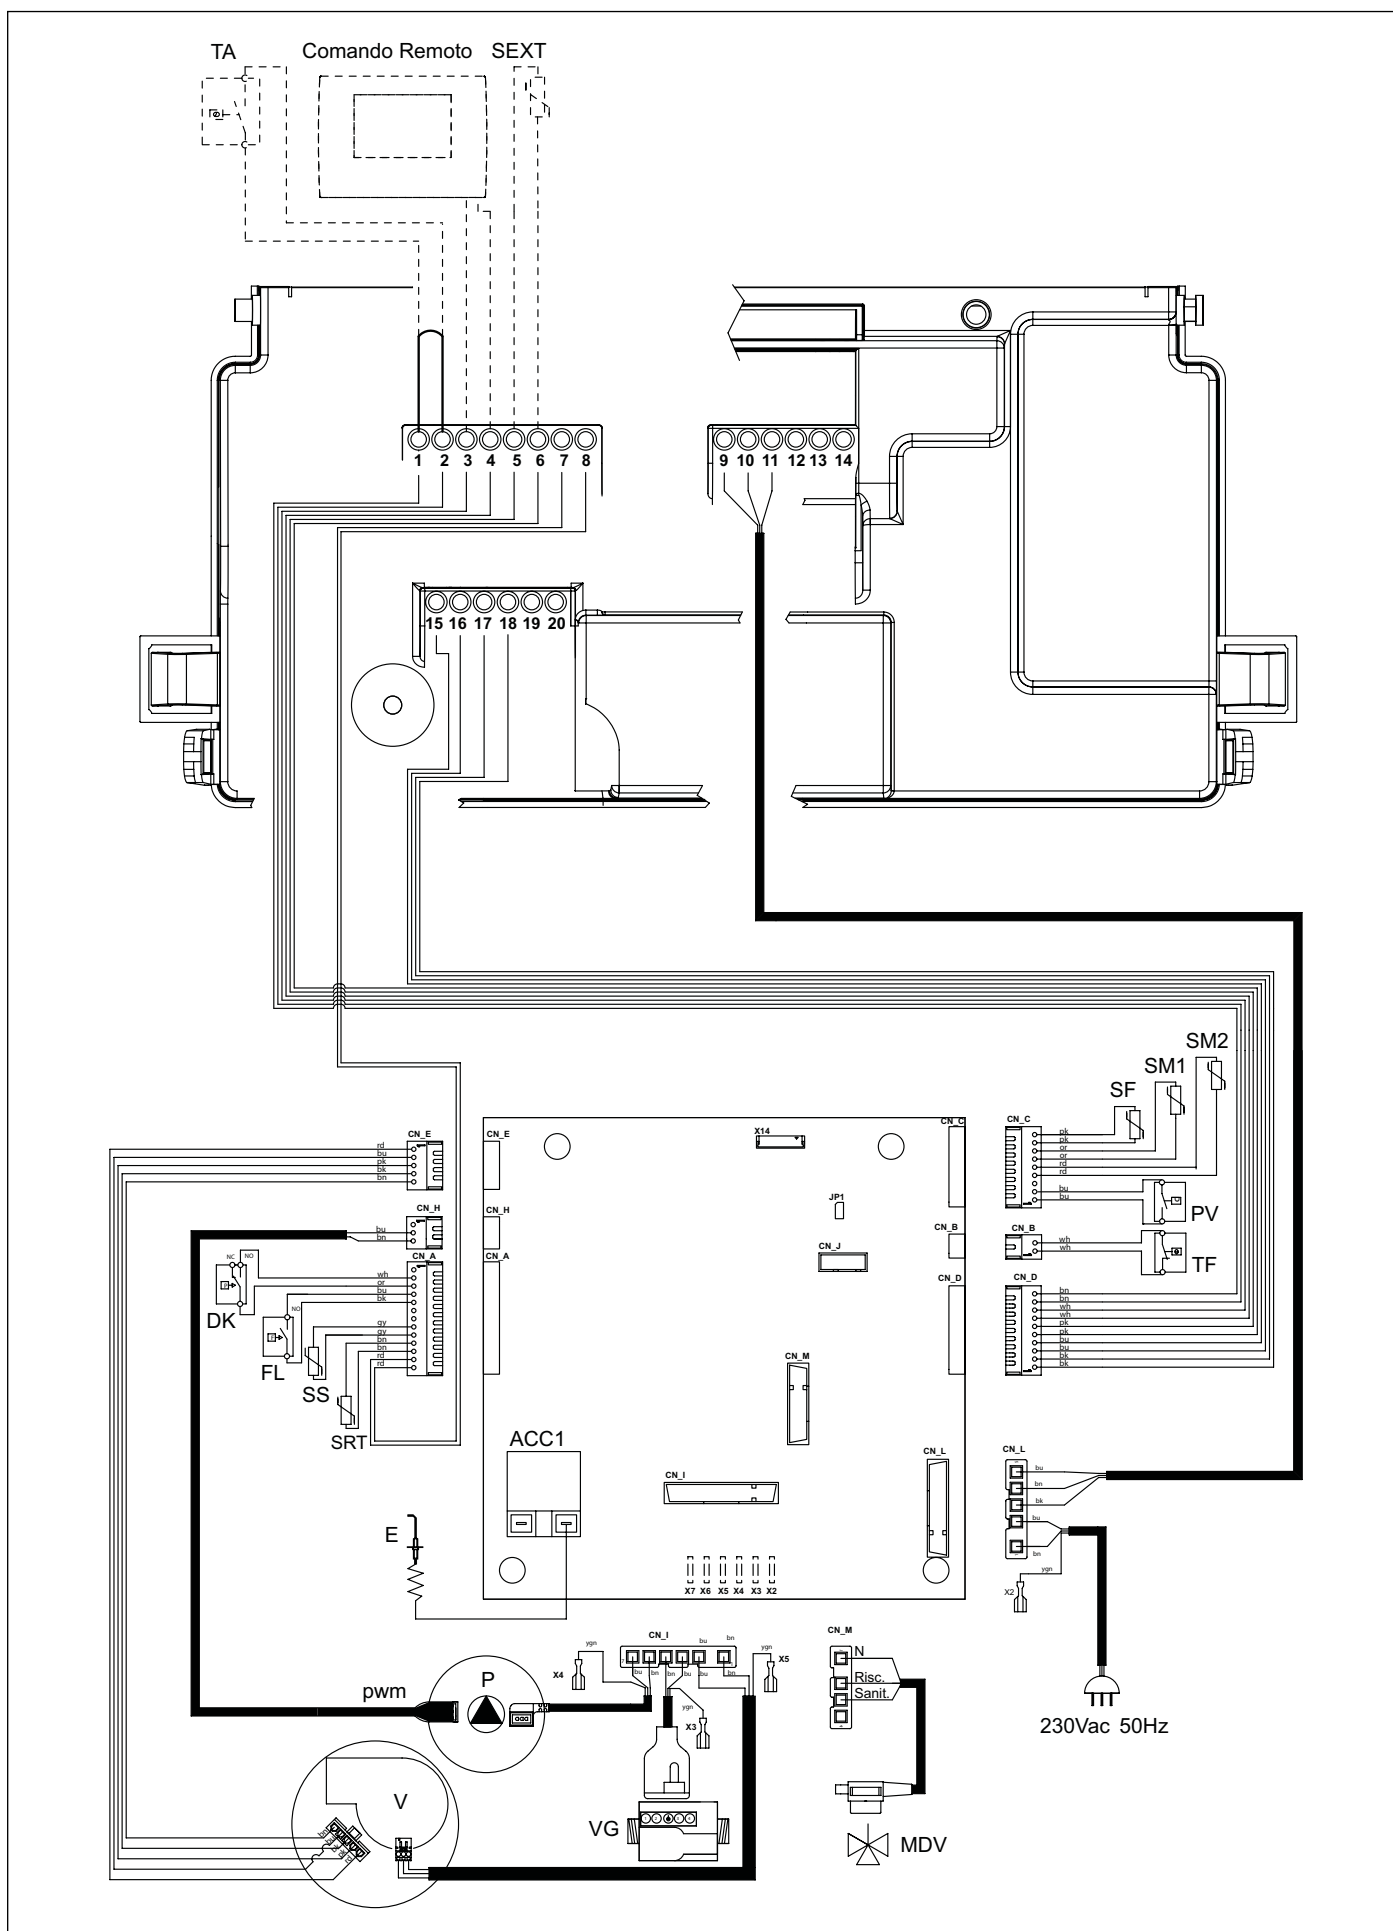 TA Comando Remoto SEXT
1 2 3 4 5 6 7 8
9 10 11 12 13 14
15 16 17 18 19 20
SM2
SM1
SF
CN_C
pk
pk
or
or
rd
rd
bu
bu
PV
CN_B
wh
wh
TF
CN_D
bn
bn
wh
wh
pk
pk
bu
bu
bk
bk
CN_E
rd
bu
pk
bk
bn
CN_H
bu
bn
CN_A
wh
or
bu
bk
gy
gy
bn
bn
rd
rd
NC NO
DK
NO
FL
SS
SRT
CN_E
CN_H
CN_A
X14
CN_C
JP1
CN_B
CN_J
CN_D
CN_M
ACC1
CN_I
CN_L
X7 X6 X5 X4 X3 X2
E
CN_L
bu
bn
bk
bu
bn
ygn
X2
230Vac 50Hz
CN_I
bu bn
ygn
X4
bu bn bn bu bu bn
ygn
X5
ygn
X3
pwm
P
VG
V
bn
bu
bk
pk
rd
CN_M
N
Risc.
Sanit.
MDV